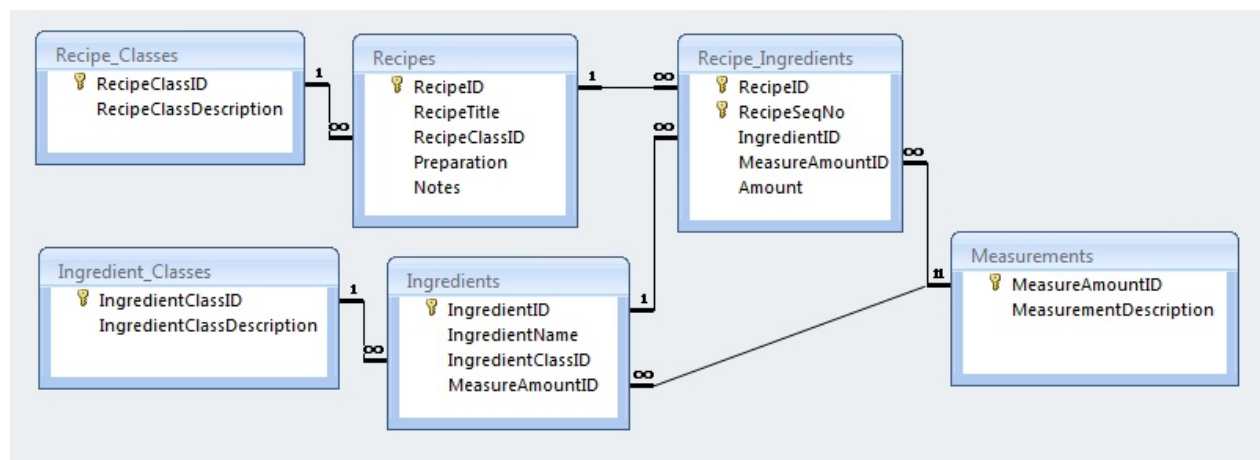 Recipe_Classes
RecipeClassID
RecipeClassDescription
1
∞
Recipes
RecipeID
RecipeTitle
RecipeClassID
Preparation
Notes
1
∞
∞
Recipe_Ingredients
RecipeID
RecipeSeqNo
IngredientID
MeasureAmountID
Amount
∞
Ingredient_Classes
IngredientClassID
IngredientClassDescription
1
∞
Ingredients
IngredientID
IngredientName
IngredientClassID
MeasureAmountID
1
∞
11
Measurements
MeasureAmountID
MeasurementDescription